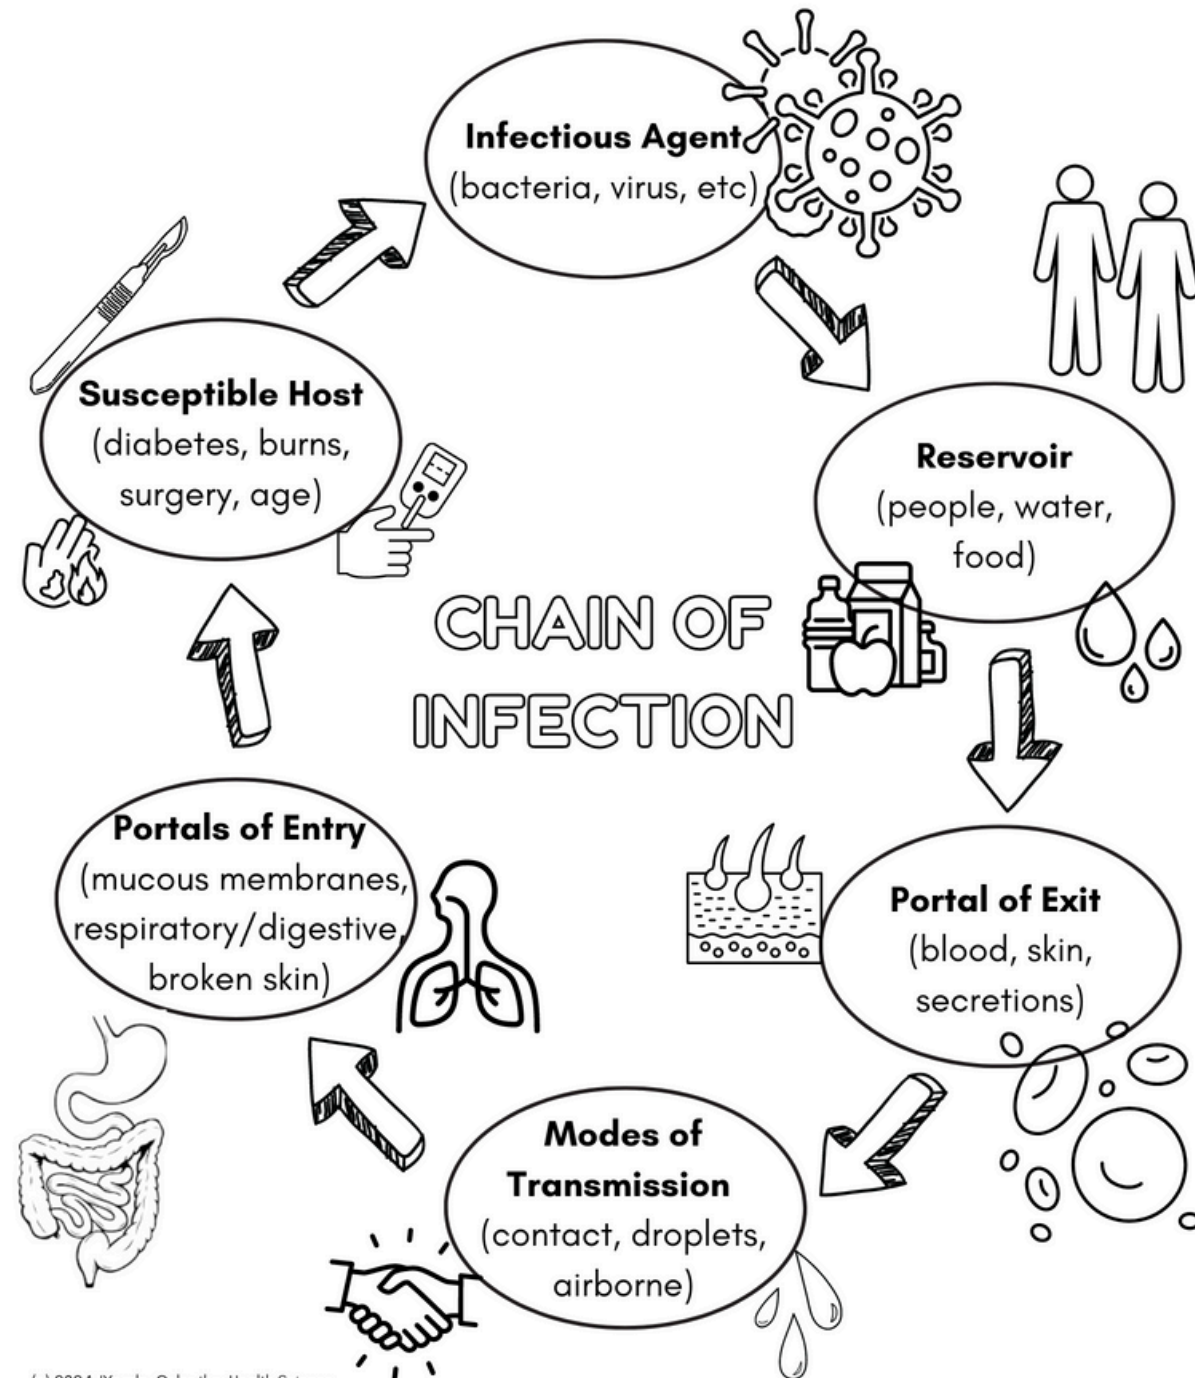 Infectious Agent
(bacteria, virus, etc)
Reservoir
(people, water,
food)
Portal of Exit
(blood, skin,
secretions)
Modes of
Transmission
(contact, droplets,
airborne)
Portals of Entry
(mucous membranes,
respiratory/digestive,
broken skin)
Susceptible Host
(diabetes, burns,
surgery, age)
CHAIN OF
INFECTION